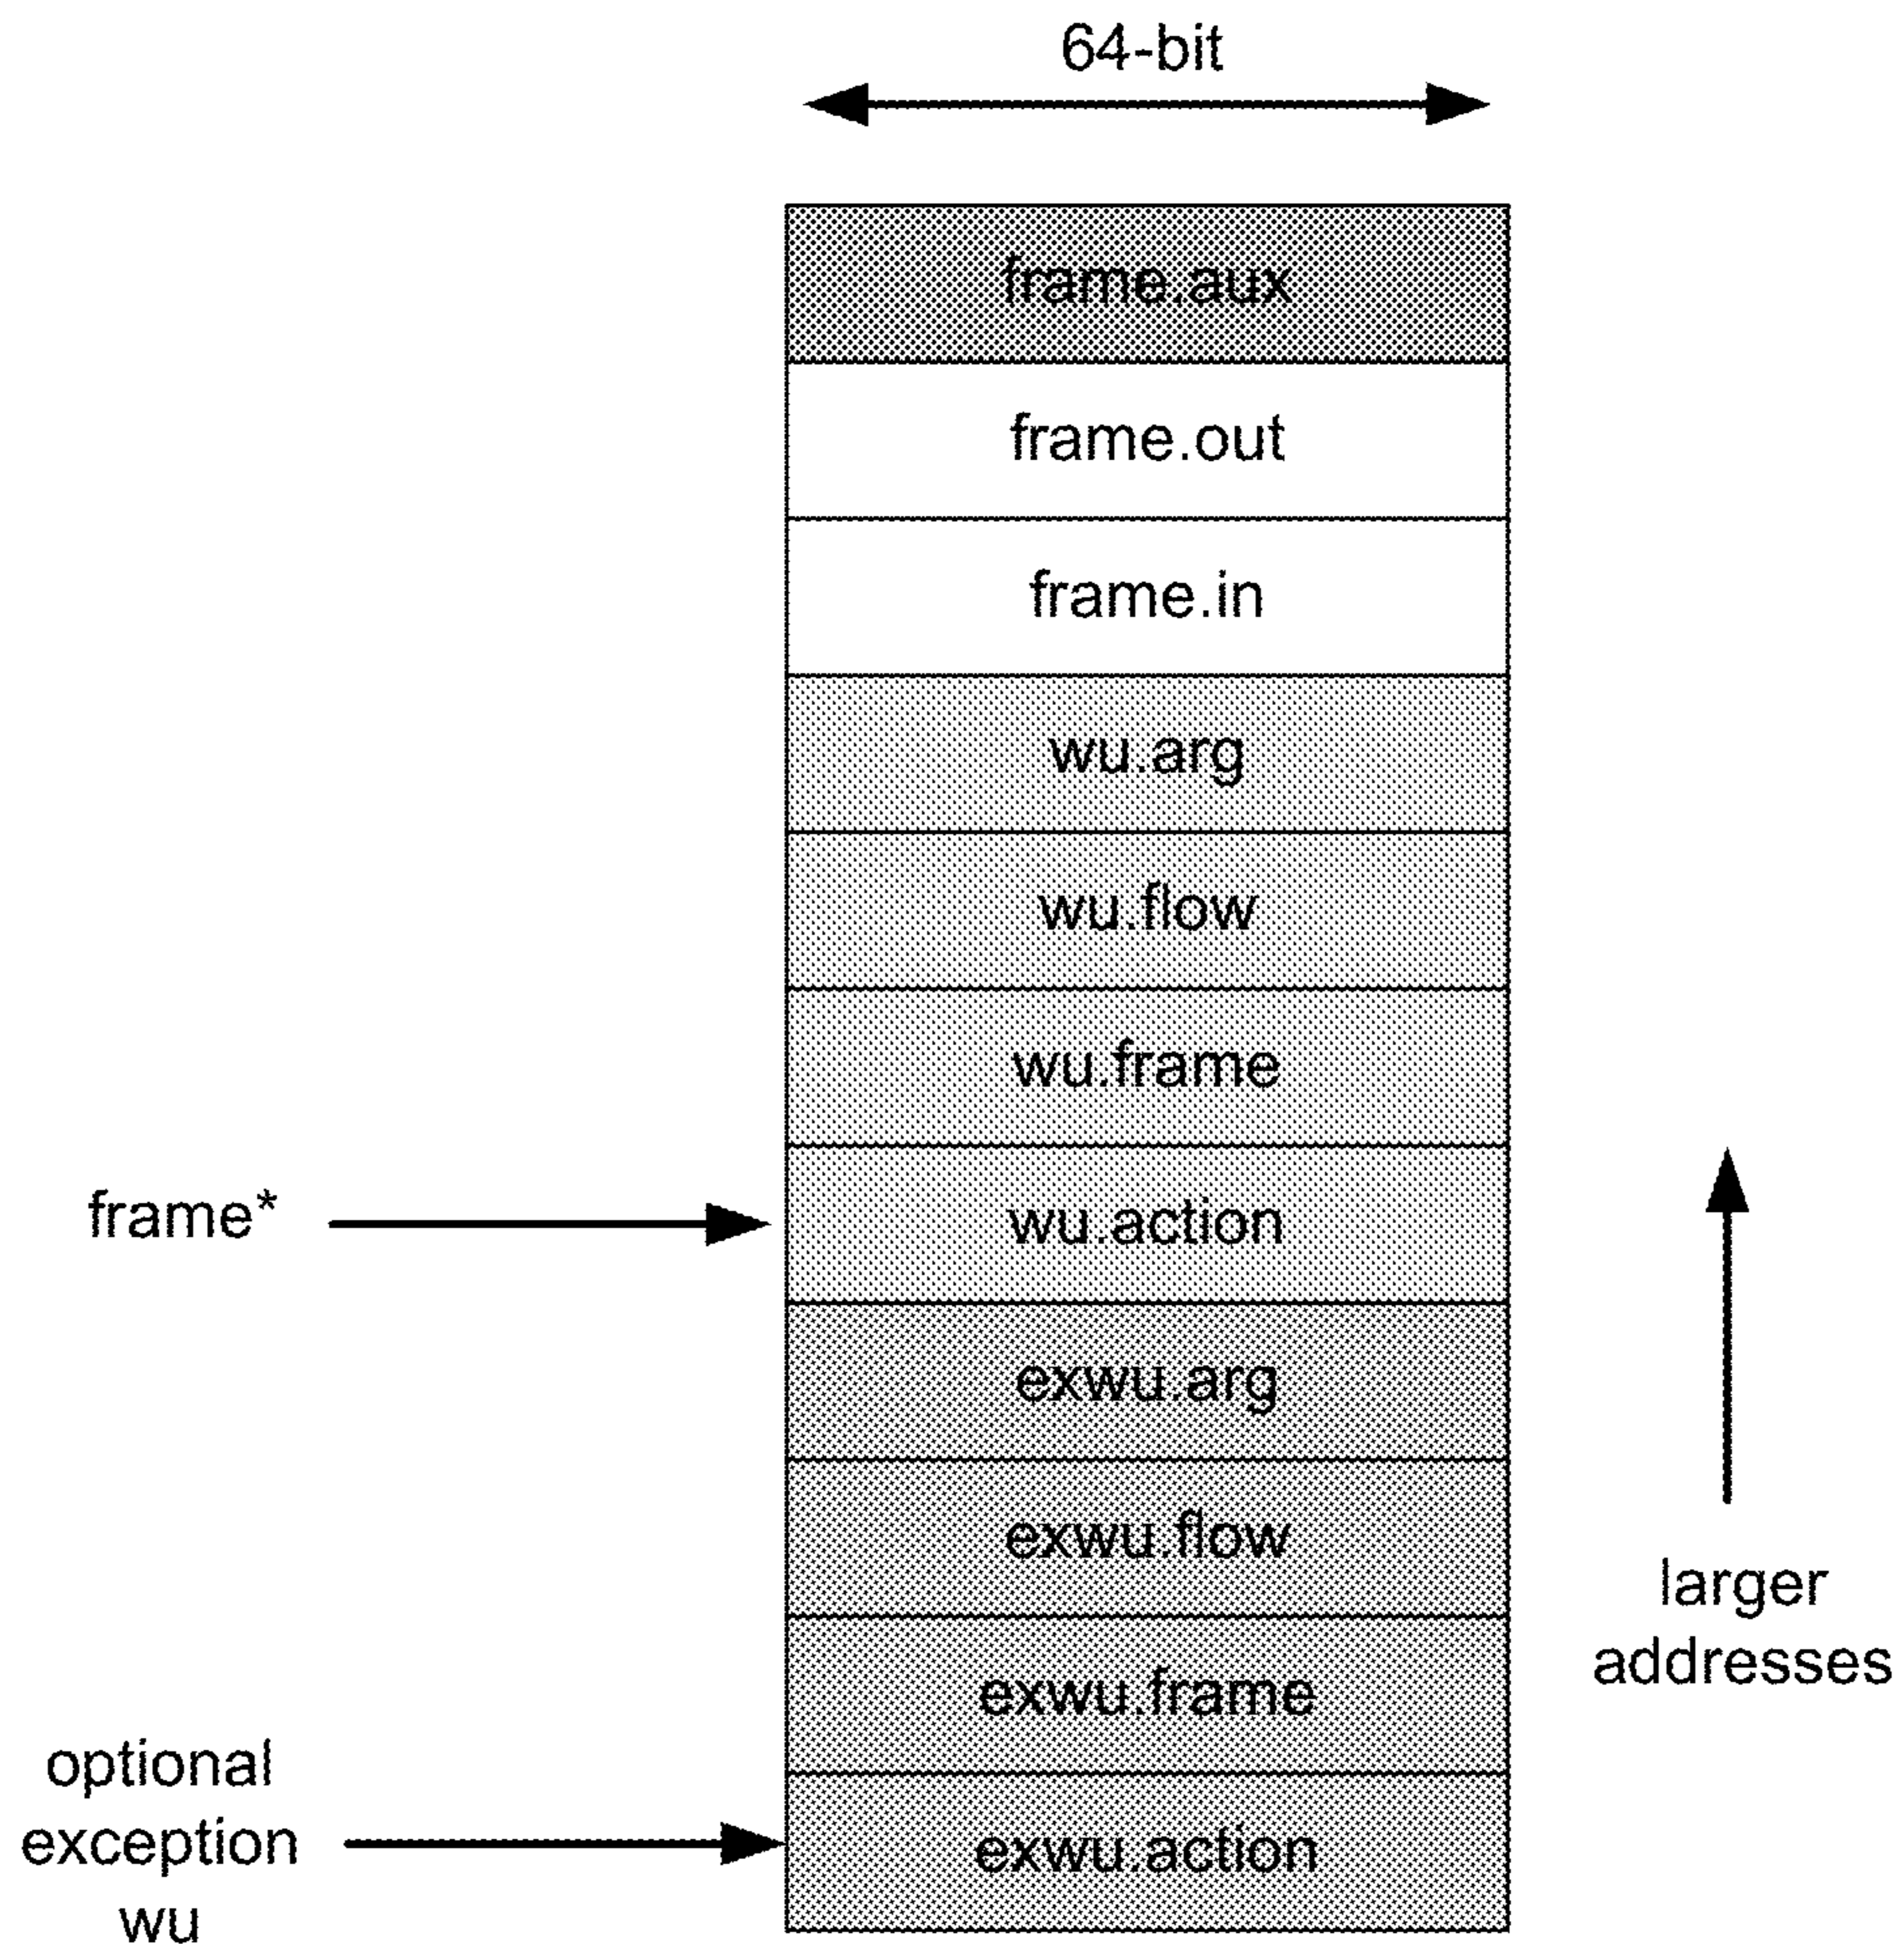 64-bit
frame.aux
frame.out
frame.in
wu.arg
wu.flow
wu.frame
frame*
wu.action
exwu.arg
exwu.flow
larger
addresses
exwu.frame
optional
exception
wu
exwu.action